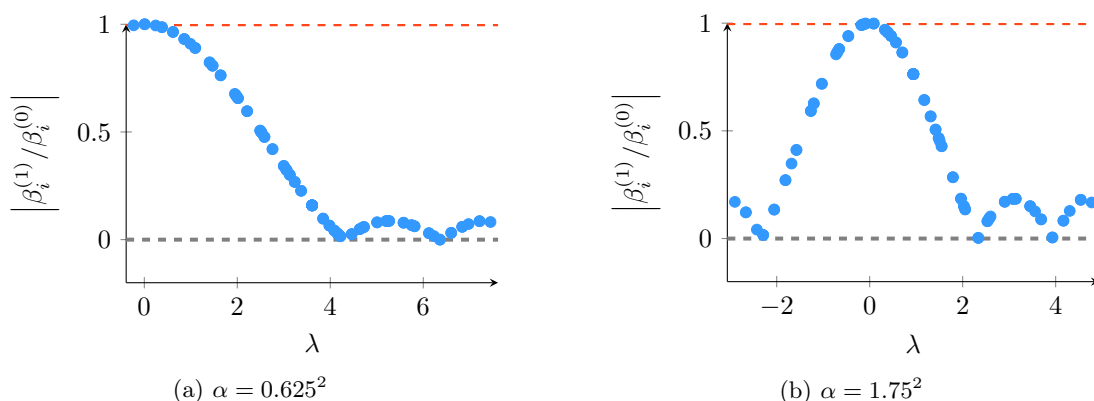 1
0.5
0
0 2 4 6
λ
|β_i^(1)/β_i^(0)|
(a) α = 0.625²
1
0.5
0
−2 0 2 4
λ
|β_i^(1)/β_i^(0)|
(b) α = 1.75²